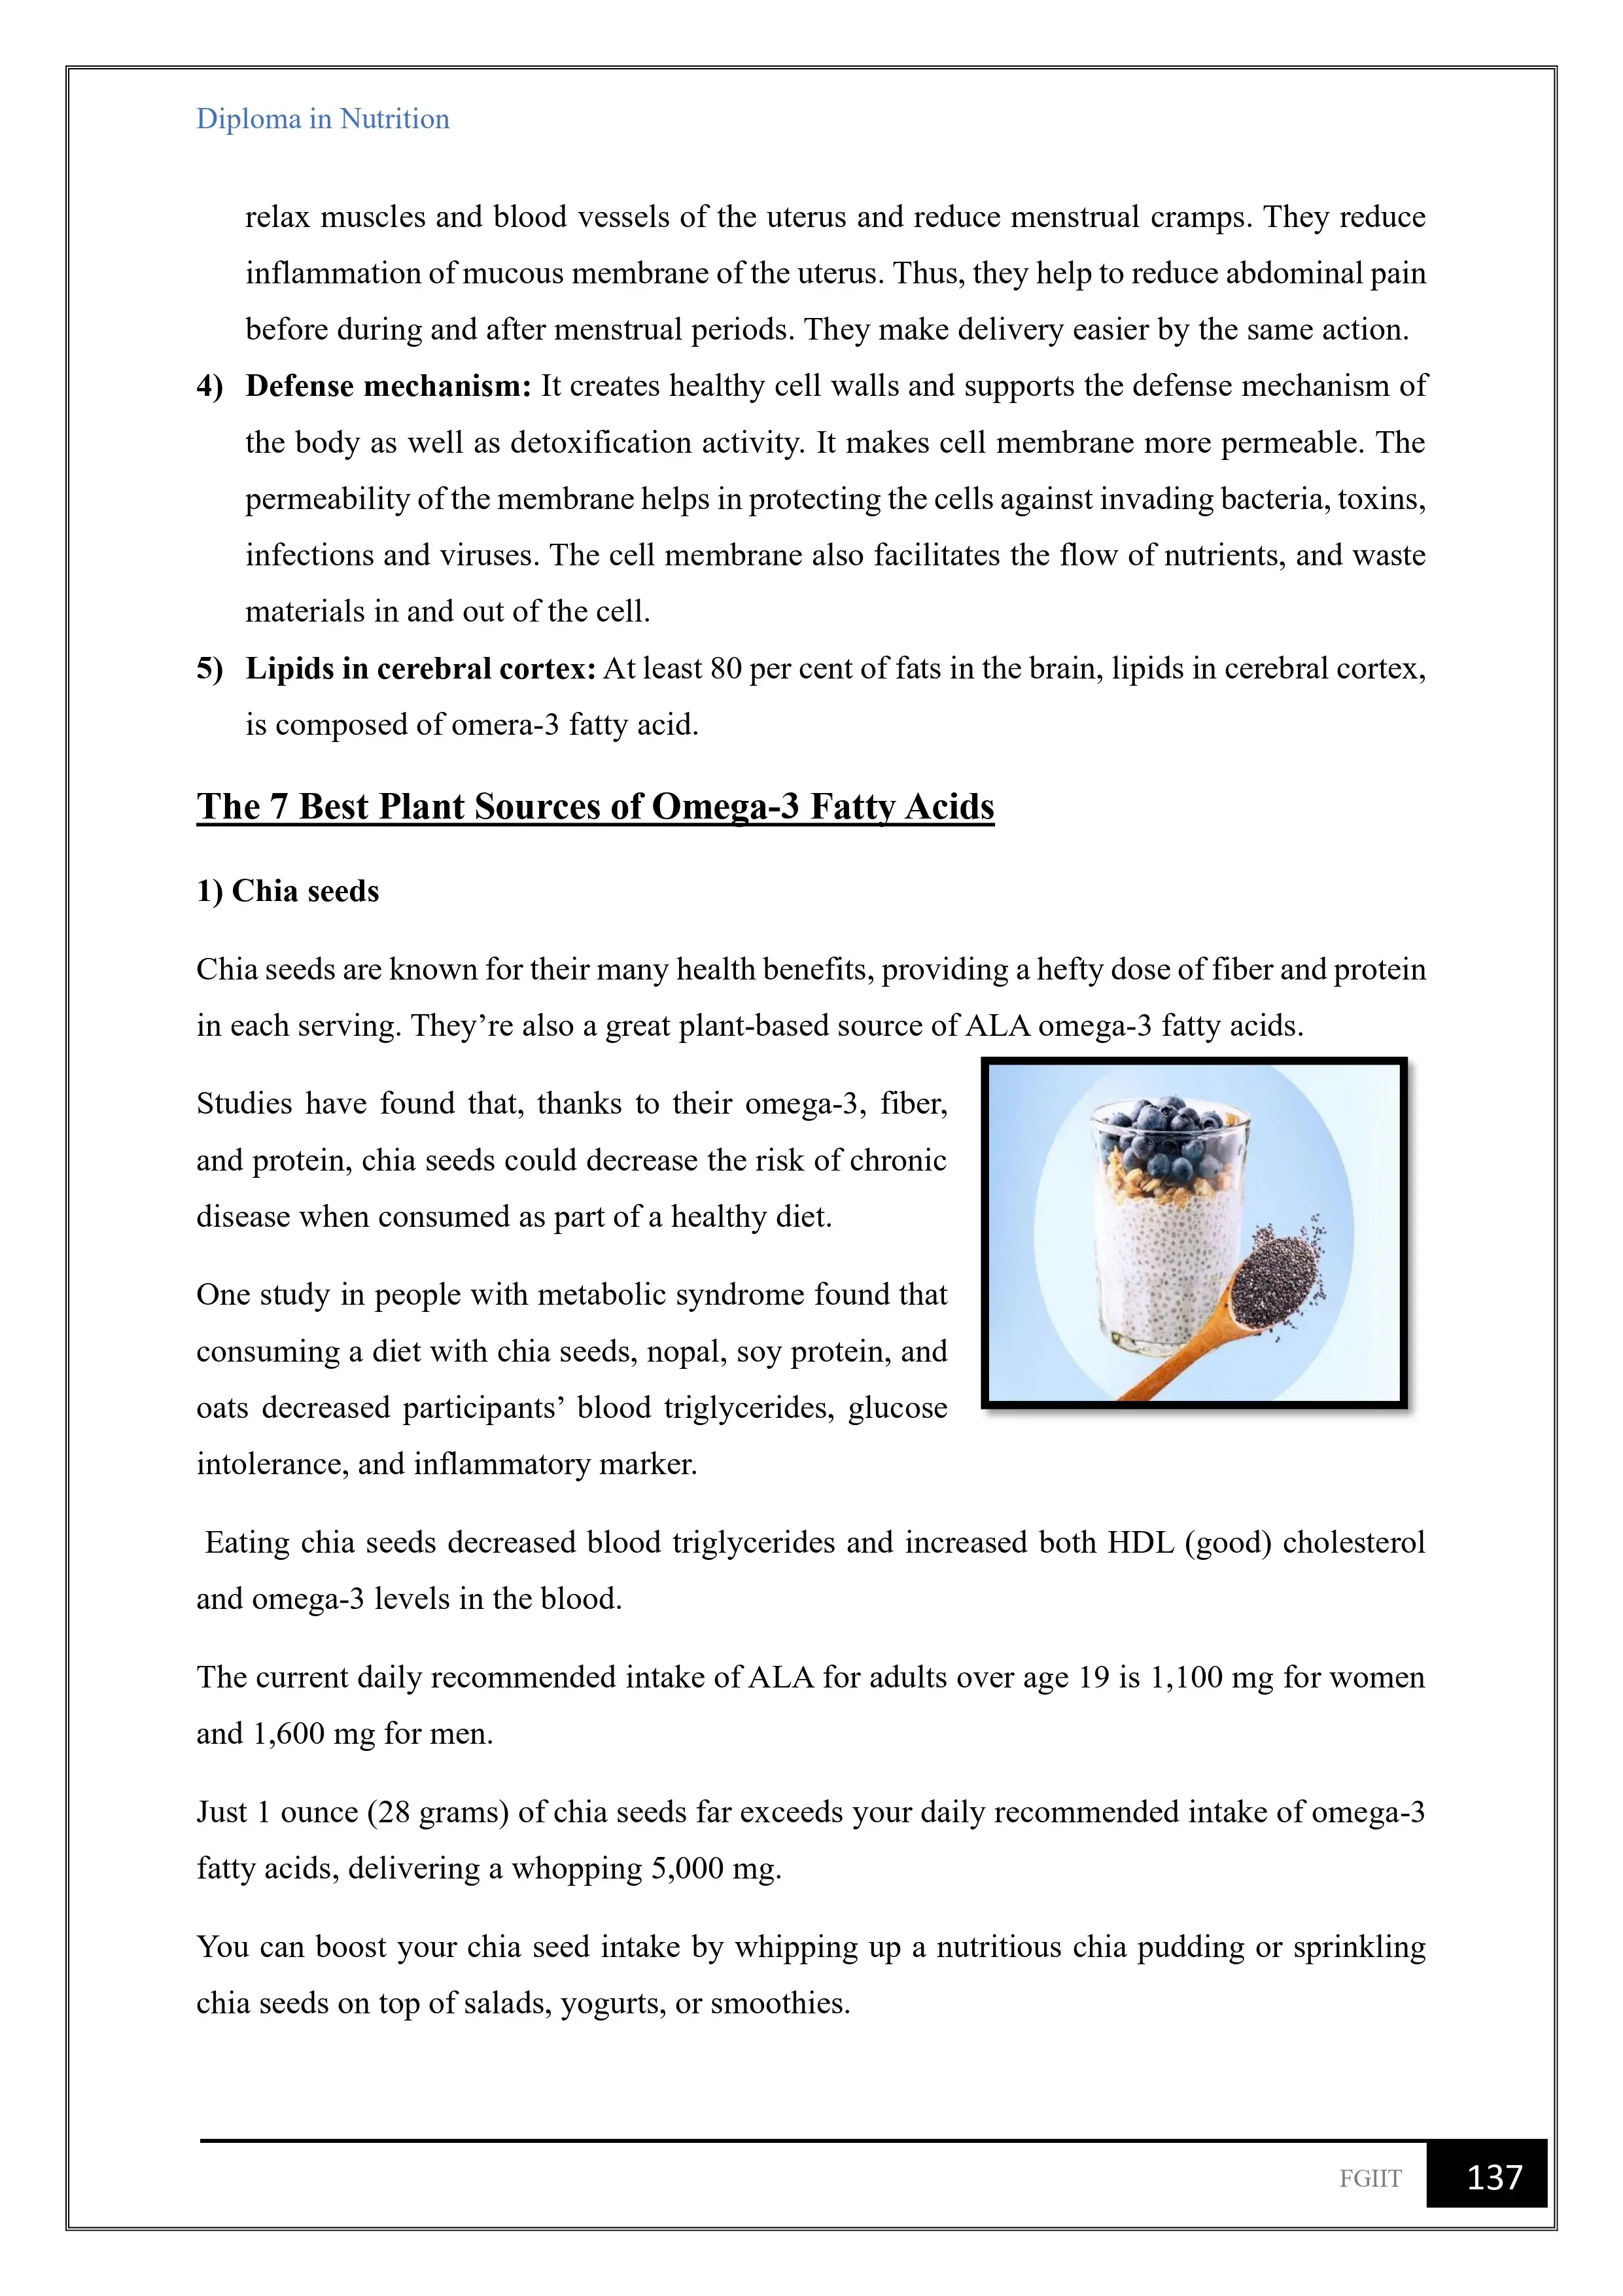 Diploma in Nutrition
relax muscles and blood vessels of the uterus and reduce menstrual cramps. They reduce
inflammation of mucous membrane of the uterus. Thus, they help to reduce abdominal pain
before during and after menstrual periods. They make delivery easier by the same action.
4) Defense mechanism: It creates healthy cell walls and supports the defense mechanism of
the body as well as detoxification activity. It makes cell membrane more permeable. The
permeability of the membrane helps in protecting the cells against invading bacteria, toxins,
infections and viruses. The cell membrane also facilitates the flow of nutrients, and waste
materials in and out of the cell.
5) Lipids in cerebral cortex: At least 80 per cent of fats in the brain, lipids in cerebral cortex,
is composed of omera-3 fatty acid.
The 7 Best Plant Sources of Omega-3 Fatty Acids
1) Chia seeds
Chia seeds are known for their many health benefits, providing a hefty dose of fiber and protein
in each serving. They’re also a great plant-based source of ALA omega-3 fatty acids.
Studies have found that, thanks to their omega-3, fiber,
and protein, chia seeds could decrease the risk of chronic
disease when consumed as part of a healthy diet.
One study in people with metabolic syndrome found that
consuming a diet with chia seeds, nopal, soy protein, and
oats decreased participants’ blood triglycerides, glucose
intolerance, and inflammatory marker.
Eating chia seeds decreased blood triglycerides and increased both HDL (good) cholesterol
and omega-3 levels in the blood.
The current daily recommended intake of ALA for adults over age 19 is 1,100 mg for women
and 1,600 mg for men.
Just 1 ounce (28 grams) of chia seeds far exceeds your daily recommended intake of omega-3
fatty acids, delivering a whopping 5,000 mg.
You can boost your chia seed intake by whipping up a nutritious chia pudding or sprinkling
chia seeds on top of salads, yogurts, or smoothies.
FGIIT 137